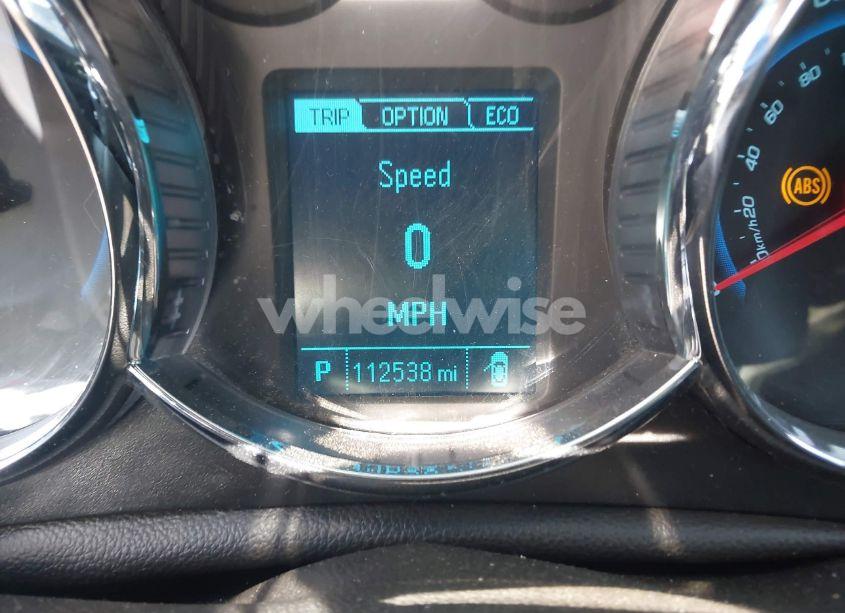 TRIP OPTION ECO
Speed
0
MPH
wheelwise
P 112538 mi
80
60
40
20
0
km/h
ABS